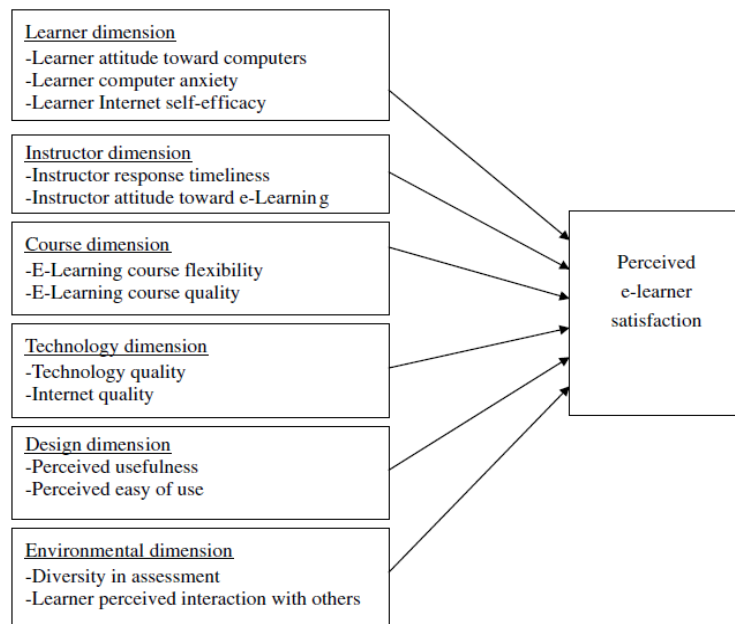 Learner dimension
-Learner attitude toward computers
-Learner computer anxiety
-Learner Internet self-efficacy
Instructor dimension
-Instructor response timeliness
-Instructor attitude toward e-Learning
Course dimension
-E-Learning course flexibility
-E-Learning course quality
Technology dimension
-Technology quality
-Internet quality
Design dimension
-Perceived usefulness
-Perceived easy of use
Environmental dimension
-Diversity in assessment
-Learner perceived interaction with others
Perceived
e-learner
satisfaction